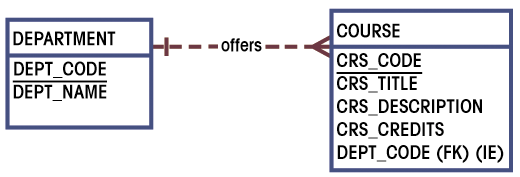 DEPARTMENT
DEPT_CODE
DEPT_NAME
offers
COURSE
CRS_CODE
CRS_TITLE
CRS_DESCRIPTION
CRS_CREDITS
DEPT_CODE (FK) (IE)